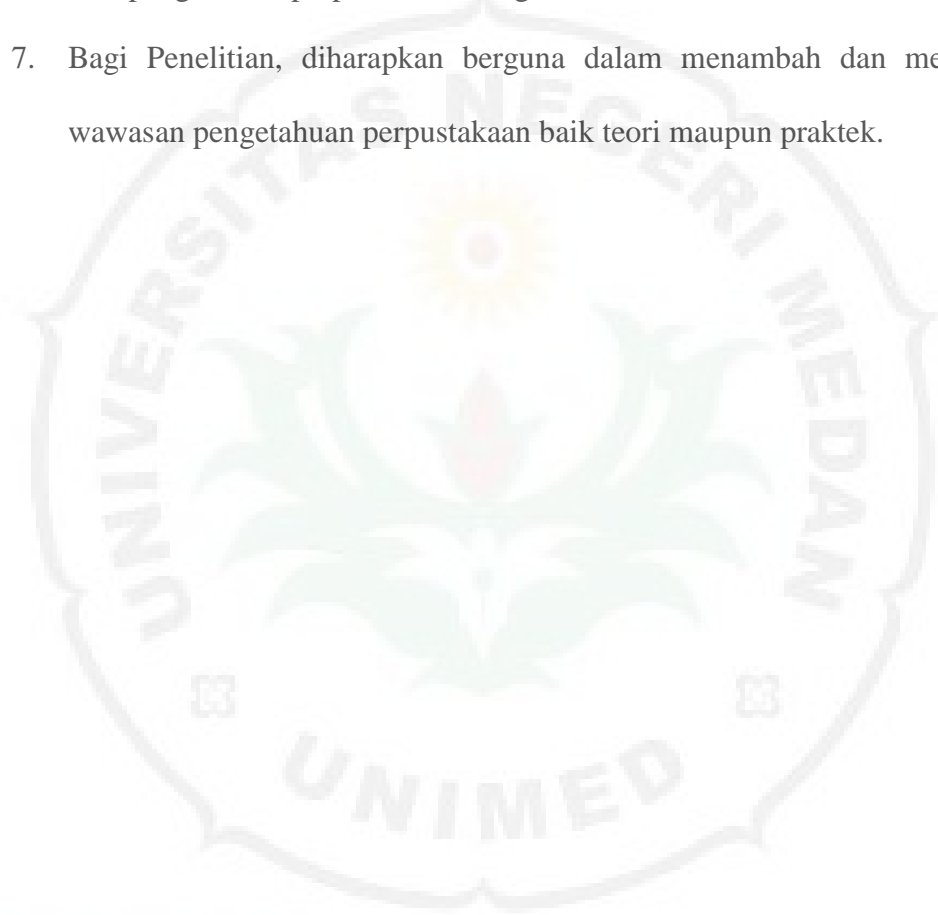 7. Bagi Penelitian, diharapkan berguna dalam menambah dan me
wawasan pengetahuan perpustakaan baik teori maupun praktek.
UNIVERSITAS NEGERI MEDAN
UNIMED